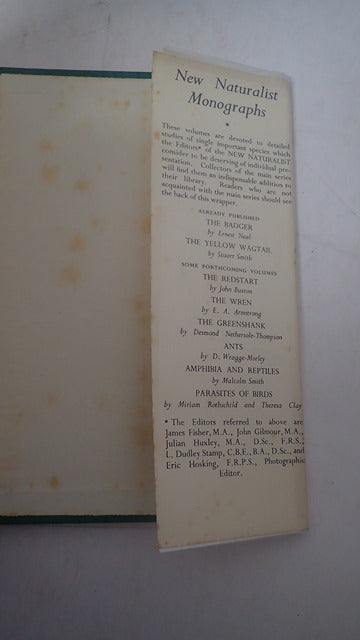 New Naturalist
Monographs
*
These volumes are devoted to detailed
studies of single important species which
the Editors* of the NEW NATURALIST
consider to be deserving of individual pre-
sentation. Collectors of the main series
will find them an indispensable addition to
their library. Readers who are not
acquainted with the main series should see
the back of this wrapper.
ALREADY PUBLISHED
THE BADGER
by Ernest Neal
THE YELLOW WAGTAIL
by Stuart Smith
SOME FORTHCOMING VOLUMES
THE REDSTART
by John Buxton
THE WREN
by E. A. Armstrong
THE GREENSHANK
by Desmond Nethersole-Thompson
ANTS
by D. Wragge-Morley
AMPHIBIA AND REPTILES
by Malcolm Smith
PARASITES OF BIRDS
by Miriam Rothschild and Theresa Clay
* The Editors referred to above are
James Fisher, M.A., John Gilmour, M.A.,
Julian Huxley, M.A., D.Sc., F.R.S.,
L. Dudley Stamp, C.B.E., B.A., D.Sc., and
Eric Hosking, F.R.P.S., Photographic
Editor.